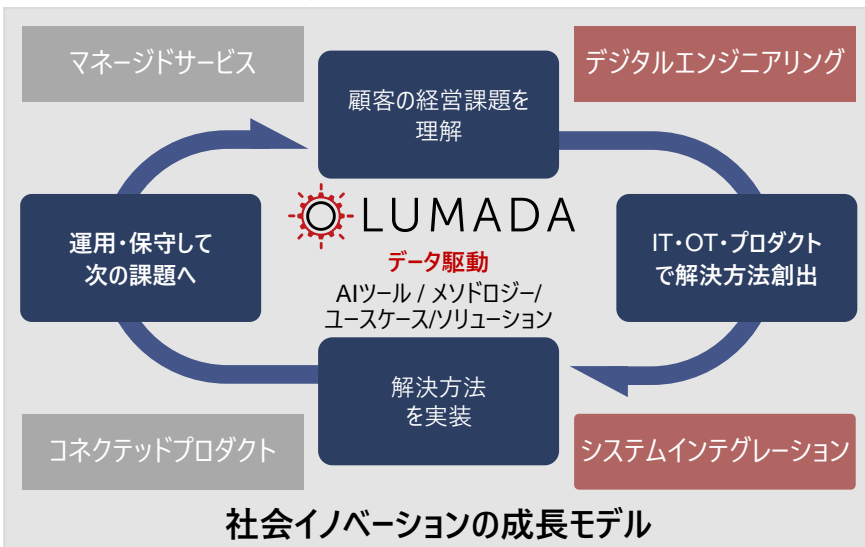 マネージドサービス
デジタルエンジニアリング
顧客の経営課題を
理解
運用・保守して
次の課題へ
LUMADA
データ駆動
AIツール / メソドロジー/
ユースケース/ソリューション
IT・OT・プロダクト
で解決方法創出
解決方法
を実装
コネクテッドプロダクト
システムインテグレーション
社会イノベーションの成長モデル